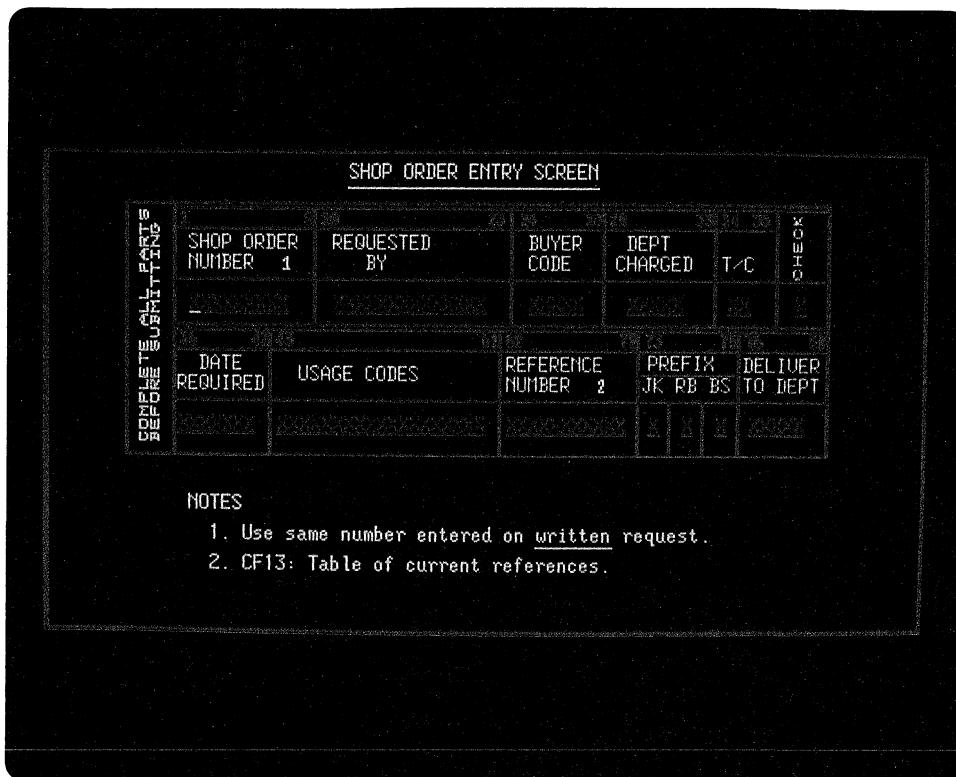 SHOP ORDER ENTRY SCREEN
COMPLETE ALL PARTS
BEFORE SUBMITTING
SHOP ORDER
NUMBER 1
REQUESTED
BY
BUYER
CODE
DEPT
CHARGED
T/C
CHECK
DATE
REQUIRED
USAGE CODES
REFERENCE
NUMBER 2
PREFIX
JK RB BS
DELIVER
TO DEPT
X X X
NOTES
1. Use same number entered on written request.
2. CF13: Table of current references.